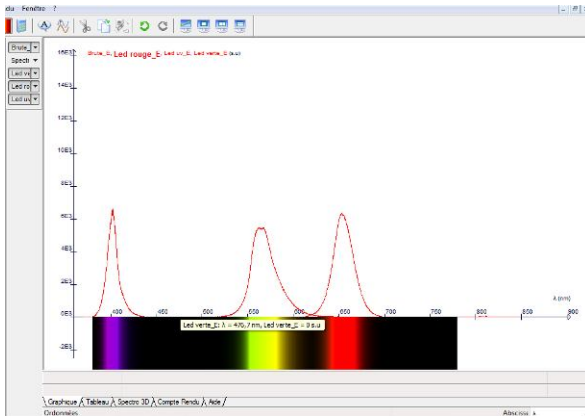 du Fenêtre ?
Brute_E
Spectr
Led ve
Led ro
Led uv
Brute_E, Led rouge_E, Led uv_E, Led verte_E (s.u)
16E3
14E3
12E3
10E3
8E3
6E3
4E3
2E3
0E3
-2E3
400 450 500 550 600 650 700 750 800 850 900
λ (nm)
Led verte_E: λ = 476,7 nm, Led verte_E = 0 s.u
Graphique Tableau Spectre 3D Compte Rendu Aide
Ordonnées Abscisse